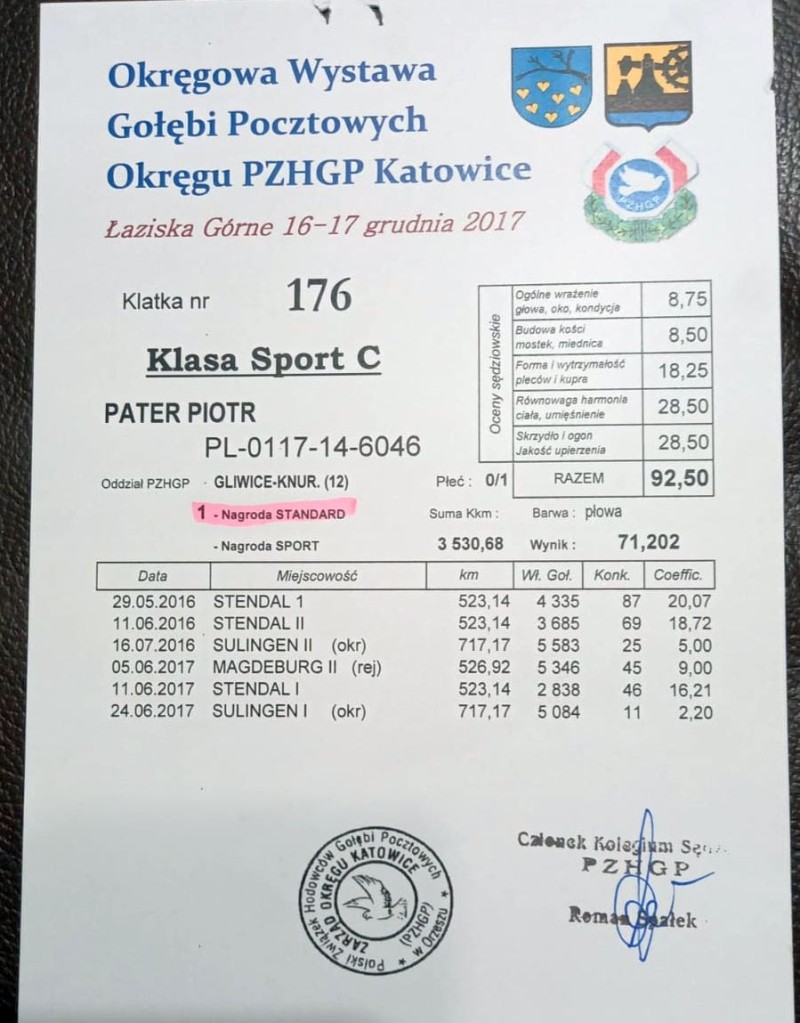 Okręgowa Wystawa
Gołębi Pocztowych
Okręgu PZHGP Katowice
Łaziska Górne 16-17 grudnia 2017
PZHGP
Klatka nr 176
Klasa Sport C
PATER PIOTR
PL-0117-14-6046
Oddział PZHGP · GLIWICE-KNUR. (12)
1 - Nagroda STANDARD
- Nagroda SPORT
Oceny sędziowskie
Ogólne wrażenie
głowa, oko, kondycja 8,75
Budowa kości
mostek, miednica 8,50
Forma i wytrzymałość
pleców i kupra 18,25
Równowaga harmonia
ciała, umięśnienie 28,50
Skrzydło i ogon
Jakość upierzenia 28,50
Płeć : 0/1 RAZEM 92,50
Suma Kkm : Barwa : płowa
3 530,68 Wynik : 71,202
Data Miejscowość km Wł. Goł. Konk. Coeffic.
29.05.2016 STENDAL 1 523,14 4 335 87 20,07
11.06.2016 STENDAL II 523,14 3 685 69 18,72
16.07.2016 SULINGEN II (okr) 717,17 5 583 25 5,00
05.06.2017 MAGDEBURG II (rej) 526,92 5 346 45 9,00
11.06.2017 STENDAL I 523,14 2 838 46 16,21
24.06.2017 SULINGEN I (okr) 717,17 5 084 11 2,20
Polski Związek Hodowców Gołębi Pocztowych
ZARZĄD OKRĘGU KATOWICE
(PZHGP)
w Orzeszu
Członek Kolegium
PZHGP
Roman